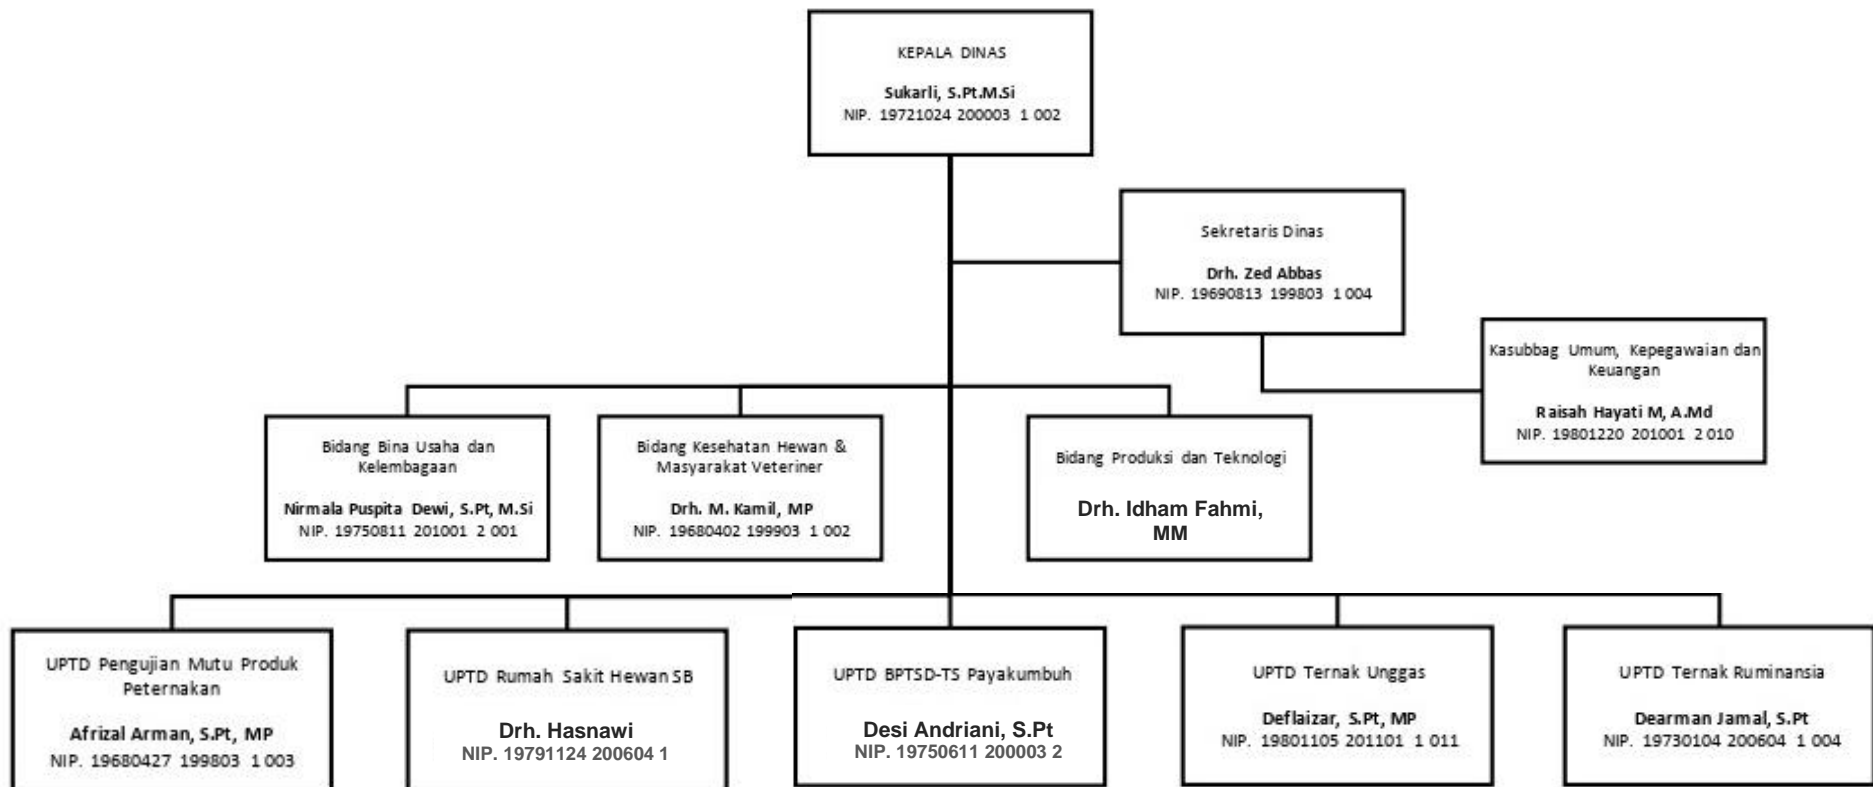 KEPALA DINAS
Sukarli, S.Pt.M.Si
NIP. 19721024 200003 1 002
Sekretaris Dinas
Drh. Zed Abbas
NIP. 19690813 199803 1 004
Kasubbag Umum, Kepegawaian dan
Keuangan
Raisah Hayati M, A.Md
NIP. 19801220 201001 2 010
Bidang Bina Usaha dan
Kelembagaan
Nirmala Puspita Dewi, S.Pt, M.Si
NIP. 19750811 201001 2 001
Bidang Kesehatan Hewan &
Masyarakat Veteriner
Drh. M. Kamil, MP
NIP. 19680402 199903 1 002
Bidang Produksi dan Teknologi
Drh. Idham Fahmi,
MM
UPTD Pengujian Mutu Produk
Peternakan
Afrizal Arman, S.Pt, MP
NIP. 19680427 199803 1 003
UPTD Rumah Sakit Hewan SB
Drh. Hasnawi
NIP. 19791124 200604 1
UPTD BPTSD-TS Payakumbuh
Desi Andriani, S.Pt
NIP. 19750611 200003 2
UPTD Ternak Unggas
Deflaizar, S.Pt, MP
NIP. 19801105 201101 1 011
UPTD Ternak Ruminansia
Dearman Jamal, S.Pt
NIP. 19730104 200604 1 004